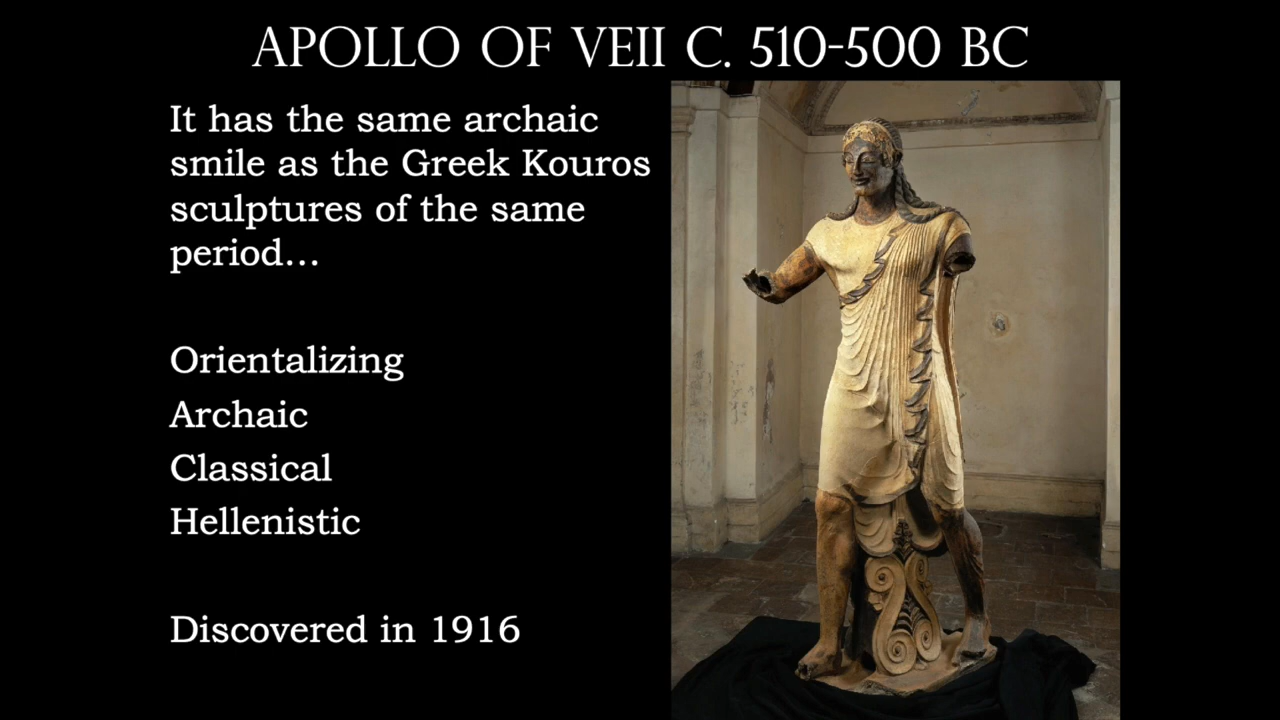 APOLLO OF VEII C. 510-500 BC
It has the same archaic
smile as the Greek Kouros
sculptures of the same
period...
Orientalizing
Archaic
Classical
Hellenistic
Discovered in 1916